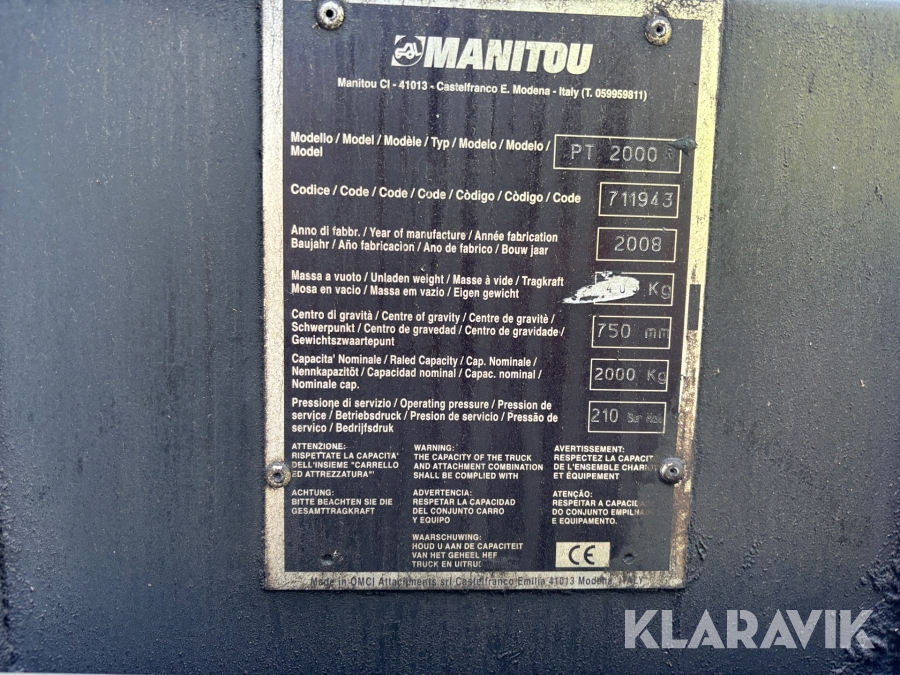 MANITOU
Manitou CI - 41013 - Castelfranco E. Modena - Italy (T. 059959811)
Modello / Model / Modèle / Typ / Modelo / Modelo /
Model
PT 2000 R
Codice / Code / Code / Code / Còdigo / Còdigo / Code
711943
Anno di fabbr. / Year of manufacture / Année fabrication
Baujahr / Año fabricaciòn / Ano de fabrico / Bouw jaar
2008
Massa a vuoto / Unladen weight / Masse à vide / Tragkraft
Mosa en vacio / Massa em vazio / Eigen gewicht
Kg
Centro di gravità / Centre of gravity / Centre de gravitè /
Schwerpunkt / Centro de gravedad / Centro de gravidade/
Gewichtszwaartepunt
750 mm
Capacita' Nominale / Raled Capacity / Cap. Nominale /
Nennkapazitöt / Capacidad nominal / Capac. nominal /
Nominale cap.
2000 Kg
Pressione di servizio / Operating pressure / Pression de
service / Betriebsdruck / Presion de servicio / Pressão de
serviço / Bedrijfsdruk
210
ATTENZIONE:
RISPETTATE LA CAPACITA'
DELL'INSIEME "CARRELLO
ED ATTREZZATURA"
WARNING:
THE CAPACITY OF THE TRUCK
AND ATTACHMENT COMBINATION
SHALL BE COMPLIED WITH
AVERTISSEMENT:
RESPECTEZ LA CAPACIT
DE L'ENSEMBLE CHARIOT
ET ÉQUIPEMENT
ACHTUNG:
BITTE BEACHTEN SIE DIE
GESAMTTRAGKRAFT
ADVERTENCIA:
RESPETAR LA CAPACIDAD
DEL CONJUNTO CARRO
Y EQUIPO
ATENÇÃO:
RESPEITAR A CAPACID
DO CONJUNTO EMPILHA
E EQUIPAMENTO.
WAARSCHUWING:
HOUD U AAN DE CAPACITEIT
VAN HET GEHEEL HEF
TRUCK EN UITRU
CE
Made in OMCI Attachments srl Castelfranco Emilia 41013 Modena ITALY
KLARAVIK